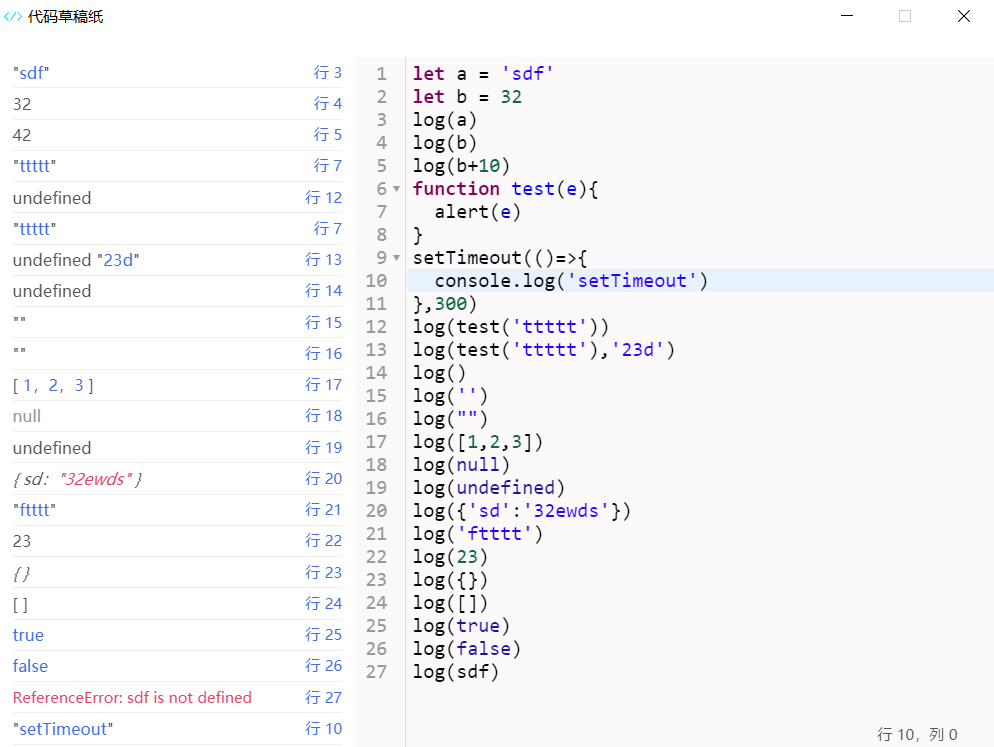 </> 代码草稿纸
"sdf" 行 3
32 行 4
42 行 5
"ttttt" 行 7
undefined 行 12
"ttttt" 行 7
undefined "23d" 行 13
undefined 行 14
"" 行 15
"" 行 16
[ 1, 2, 3 ] 行 17
null 行 18
undefined 行 19
{ sd: "32ewds" } 行 20
"ftttt" 行 21
23 行 22
{ } 行 23
[ ] 行 24
true 行 25
false 行 26
ReferenceError: sdf is not defined 行 27
"setTimeout" 行 10
1 let a = 'sdf'
2 let b = 32
3 log(a)
4 log(b)
5 log(b+10)
6 function test(e){
7 alert(e)
8 }
9 setTimeout(()=>{
10 console.log('setTimeout')
11 },300)
12 log(test('ttttt'))
13 log(test('ttttt'),'23d')
14 log()
15 log('')
16 log("")
17 log([1,2,3])
18 log(null)
19 log(undefined)
20 log({'sd':'32ewds'})
21 log('ftttt')
22 log(23)
23 log({})
24 log([])
25 log(true)
26 log(false)
27 log(sdf)
行 10，列 0